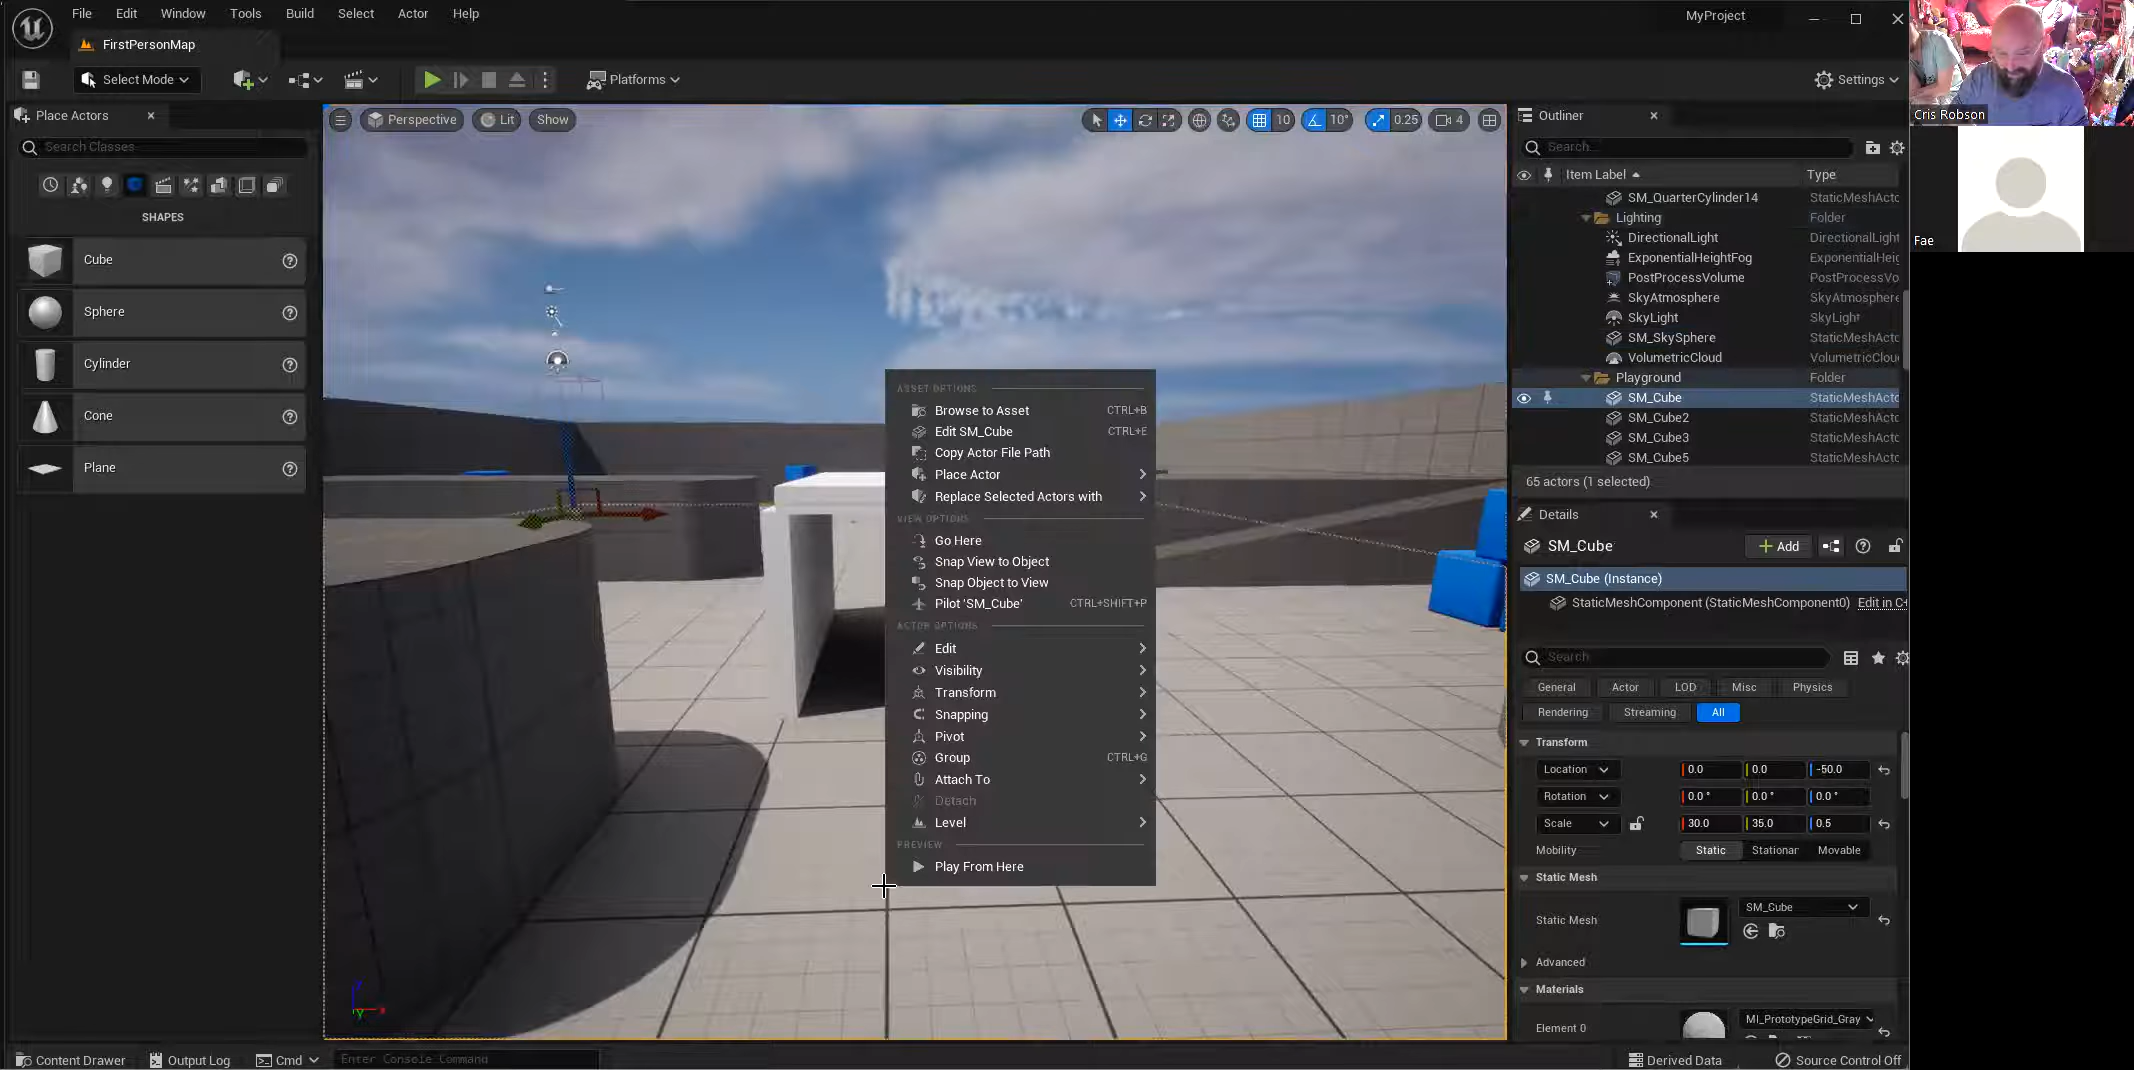 File Edit Window Tools Build Select Actor Help
MyProject
FirstPersonMap
Select Mode
Platforms
Settings
Place Actors
Search Classes
SHAPES
Cube
Sphere
Cylinder
Cone
Plane
Perspective Lit Show
10 10° 0.25 4
ASSET OPTIONS
Browse to Asset CTRL+B
Edit SM_Cube CTRL+E
Copy Actor File Path
Place Actor
Replace Selected Actors with
VIEW OPTIONS
Go Here
Snap View to Object
Snap Object to View
Pilot 'SM_Cube' CTRL+SHIFT+P
ACTOR OPTIONS
Edit
Visibility
Transform
Snapping
Pivot
Group CTRL+G
Attach To
Detach
Level
PREVIEW
Play From Here
Outliner
Search...
Item Label Type
SM_QuarterCylinder14 StaticMeshActo
Lighting Folder
DirectionalLight DirectionalLight
ExponentialHeightFog ExponentialHeig
PostProcessVolume PostProcessVo
SkyAtmosphere SkyAtmosphere
SkyLight SkyLight
SM_SkySphere StaticMeshActo
VolumetricCloud VolumetricClou
Playground Folder
SM_Cube StaticMeshActo
SM_Cube2 StaticMeshActo
SM_Cube3 StaticMeshActo
SM_Cube5 StaticMeshActo
65 actors (1 selected)
Details
SM_Cube
Add
SM_Cube (Instance)
StaticMeshComponent (StaticMeshComponent0) Edit in C+
Search
General Actor LOD Misc Physics
Rendering Streaming All
Transform
Location 0.0 0.0 -50.0
Rotation 0.0 ° 0.0 ° 0.0 °
Scale 30.0 35.0 0.5
Mobility Static Stationar Movable
Static Mesh
Static Mesh SM_Cube
Advanced
Materials
Element 0 MI_PrototypeGrid_Gray
Cris Robson
Fae
Content Drawer Output Log Cmd Enter Console Command
Derived Data Source Control Off